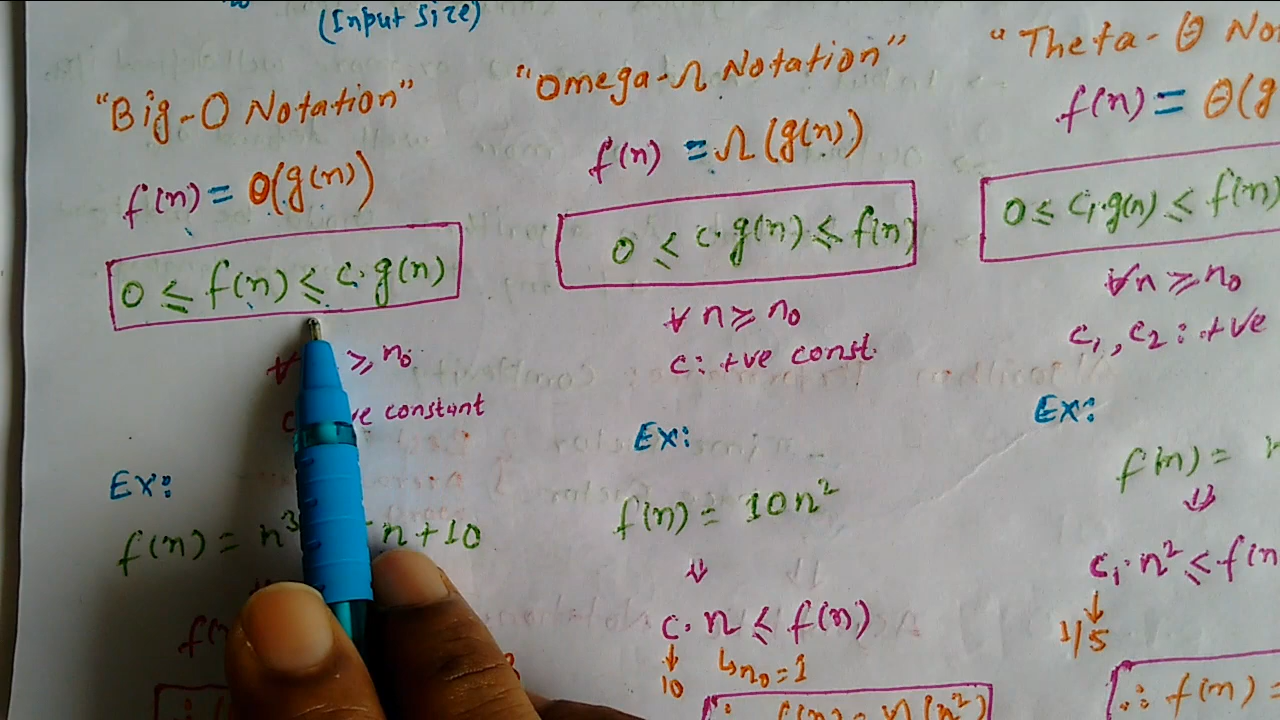 (Input Size)
"Big-O Notation"
f(n) = O(g(n))
0 ≤ f(n) ≤ c. g(n)
≥ n₀
constant
Ex:
f(n) = n³ n+10
"Omega-Ω Notation"
f(n) = Ω(g(n))
0 ≤ c. g(n) ≤ f(n)
∀ n ≥ n₀
c: +ve const.
Ex:
f(n) = 10n²
⇓
c. n ≤ f(n)
↓ ↳n₀=1
10
∴ f(n) = Ω(n²)
"Theta-Θ No
f(n) = Θ(g
0 ≤ c₁.g(n) ≤ f(n)
∀n ≥ n₀
c₁, c₂ : +ve
Ex:
f(n) =
⇓
c₁. n² ≤ f(n
↓
1/5
∴ f(n) =